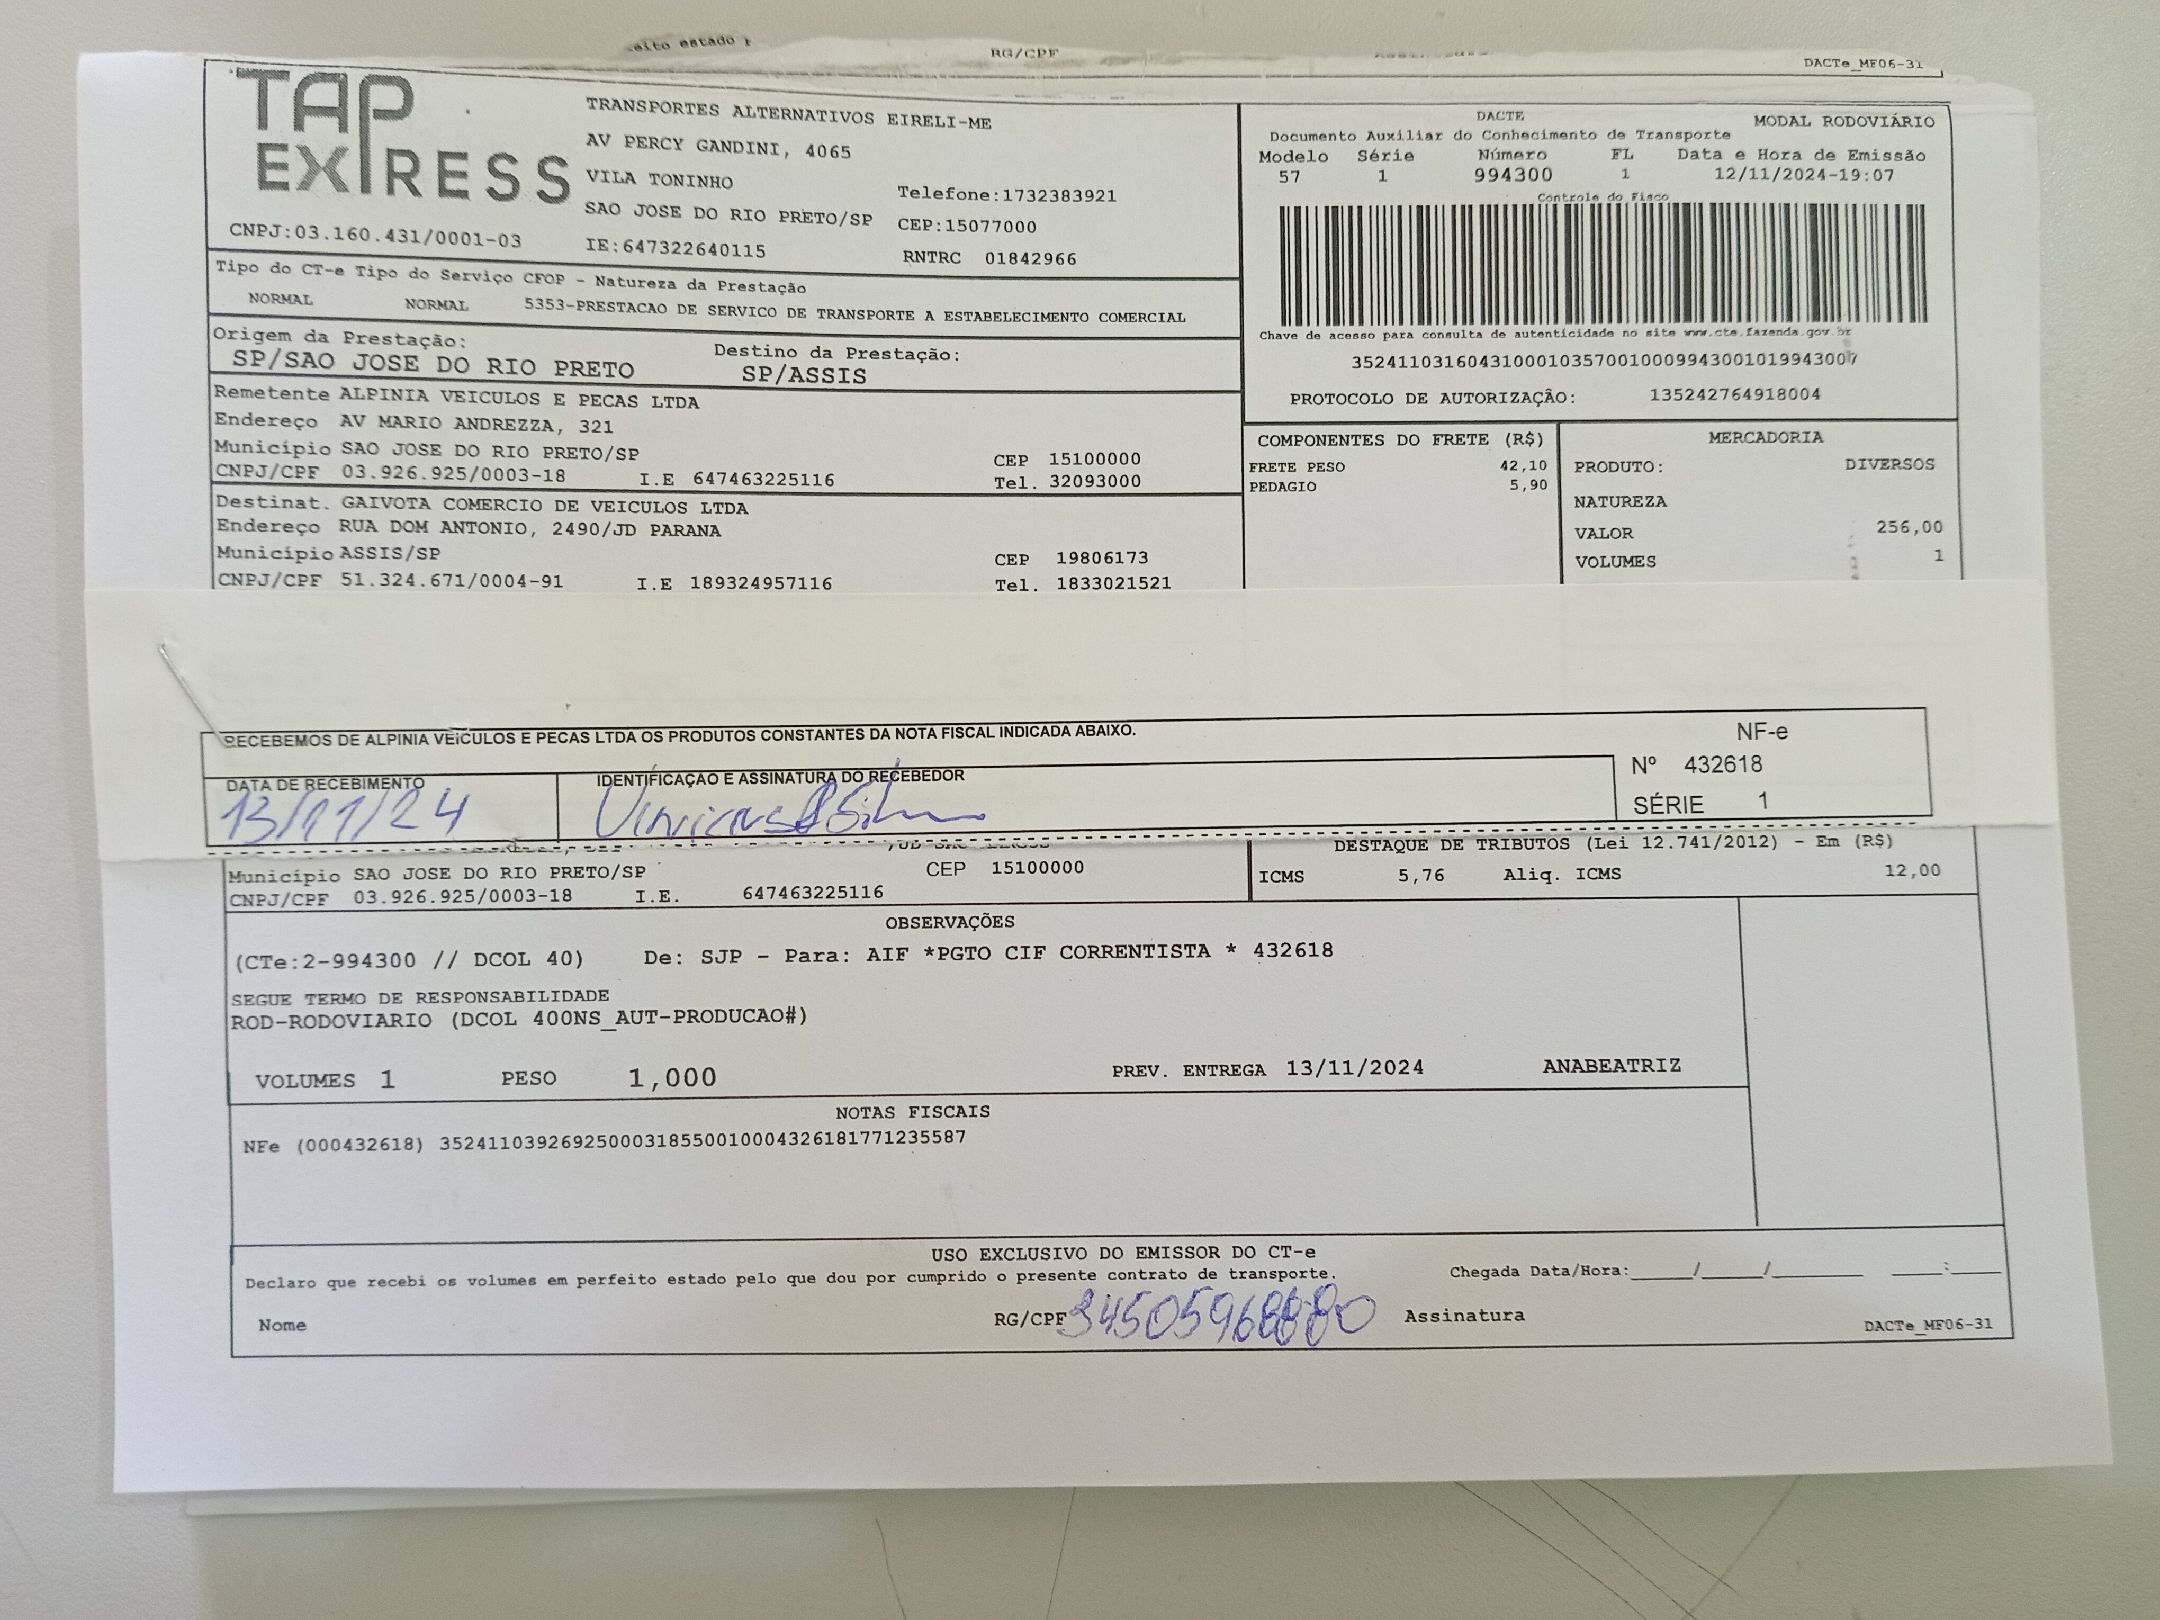 eito estado p
RG/CPF
DACTe_MF06-31
TAP
EXPRESS
CNPJ:03.160.431/0001-03
TRANSPORTES ALTERNATIVOS EIRELI-ME
AV PERCY GANDINI, 4065
VILA TONINHO
Telefone:1732383921
SAO JOSE DO RIO PRETO/SP
CEP:15077000
IE:647322640115
RNTRC 01842966
DACTE
MODAL RODOVIÁRIO
Documento Auxiliar do Conhecimento de Transporte
Modelo Série Número FL Data e Hora de Emissão
57 1 994300 1 12/11/2024-19:07
Controle do Fisco
Chave de acesso para consulta de autenticidade no site www.cte.fazenda.gov.br
35241103160431000103570010009943001019943007
PROTOCOLO DE AUTORIZAÇÃO: 135242764918004
Tipo do CT-e Tipo do Serviço CFOP - Natureza da Prestação
NORMAL NORMAL 5353-PRESTACAO DE SERVICO DE TRANSPORTE A ESTABELECIMENTO COMERCIAL
Origem da Prestação:
SP/SAO JOSE DO RIO PRETO
Destino da Prestação:
SP/ASSIS
Remetente ALPINIA VEICULOS E PECAS LTDA
Endereço AV MARIO ANDREZZA, 321
Município SAO JOSE DO RIO PRETO/SP CEP 15100000
CNPJ/CPF 03.926.925/0003-18 I.E 647463225116 Tel. 32093000
Destinat. GAIVOTA COMERCIO DE VEICULOS LTDA
Endereço RUA DOM ANTONIO, 2490/JD PARANA
Município ASSIS/SP CEP 19806173
CNPJ/CPF 51.324.671/0004-91 I.E 189324957116 Tel. 1833021521
COMPONENTES DO FRETE (R$)
FRETE PESO 42,10
PEDAGIO 5,90
MERCADORIA
PRODUTO: DIVERSOS
NATUREZA
VALOR 256,00
VOLUMES 1
RECEBEMOS DE ALPINIA VEICULOS E PECAS LTDA OS PRODUTOS CONSTANTES DA NOTA FISCAL INDICADA ABAIXO.
NF-e
Nº 432618
SÉRIE 1
DATA DE RECEBIMENTO
13/11/24
IDENTIFICAÇÃO E ASSINATURA DO RECEBEDOR
Município SAO JOSE DO RIO PRETO/SP CEP 15100000
CNPJ/CPF 03.926.925/0003-18 I.E. 647463225116
DESTAQUE DE TRIBUTOS (Lei 12.741/2012) - Em (R$)
ICMS 5,76 Aliq. ICMS 12,00
OBSERVAÇÕES
(CTe:2-994300 // DCOL 40) De: SJP - Para: AIF *PGTO CIF CORRENTISTA * 432618
SEGUE TERMO DE RESPONSABILIDADE
ROD-RODOVIARIO (DCOL 400NS_AUT-PRODUCAO#)
VOLUMES 1 PESO 1,000 PREV. ENTREGA 13/11/2024 ANABEATRIZ
NOTAS FISCAIS
NFe (000432618) 35241103926925000318550010004326181771235587
USO EXCLUSIVO DO EMISSOR DO CT-e
Declaro que recebi os volumes em perfeito estado pelo que dou por cumprido o presente contrato de transporte. Chegada Data/Hora:_____/_____/________ ____:____
Nome RG/CPF Assinatura
DACTe_MF06-31